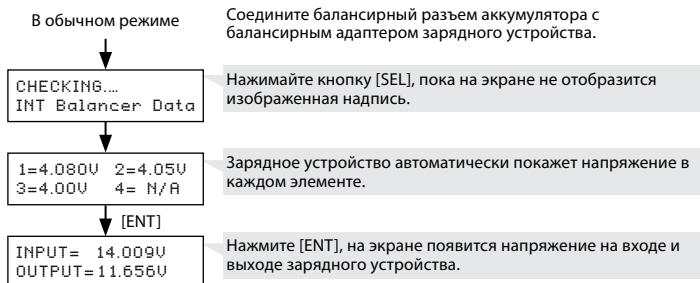 В обычном режиме
Соедините балансирный разъем аккумулятора с
балансирным адаптером зарядного устройства.
CHECKING...
INT Balancer Data
Нажимайте кнопку [SEL], пока на экране не отобразится
изображенная надпись.
1=4.080V 2=4.05V
3=4.00V 4= N/A
Зарядное устройство автоматически покажет напряжение в
каждом элементе.
[ENT]
INPUT= 14.009V
OUTPUT=11.656V
Нажмите [ENT], на экране появится напряжение на входе и
выходе зарядного устройства.